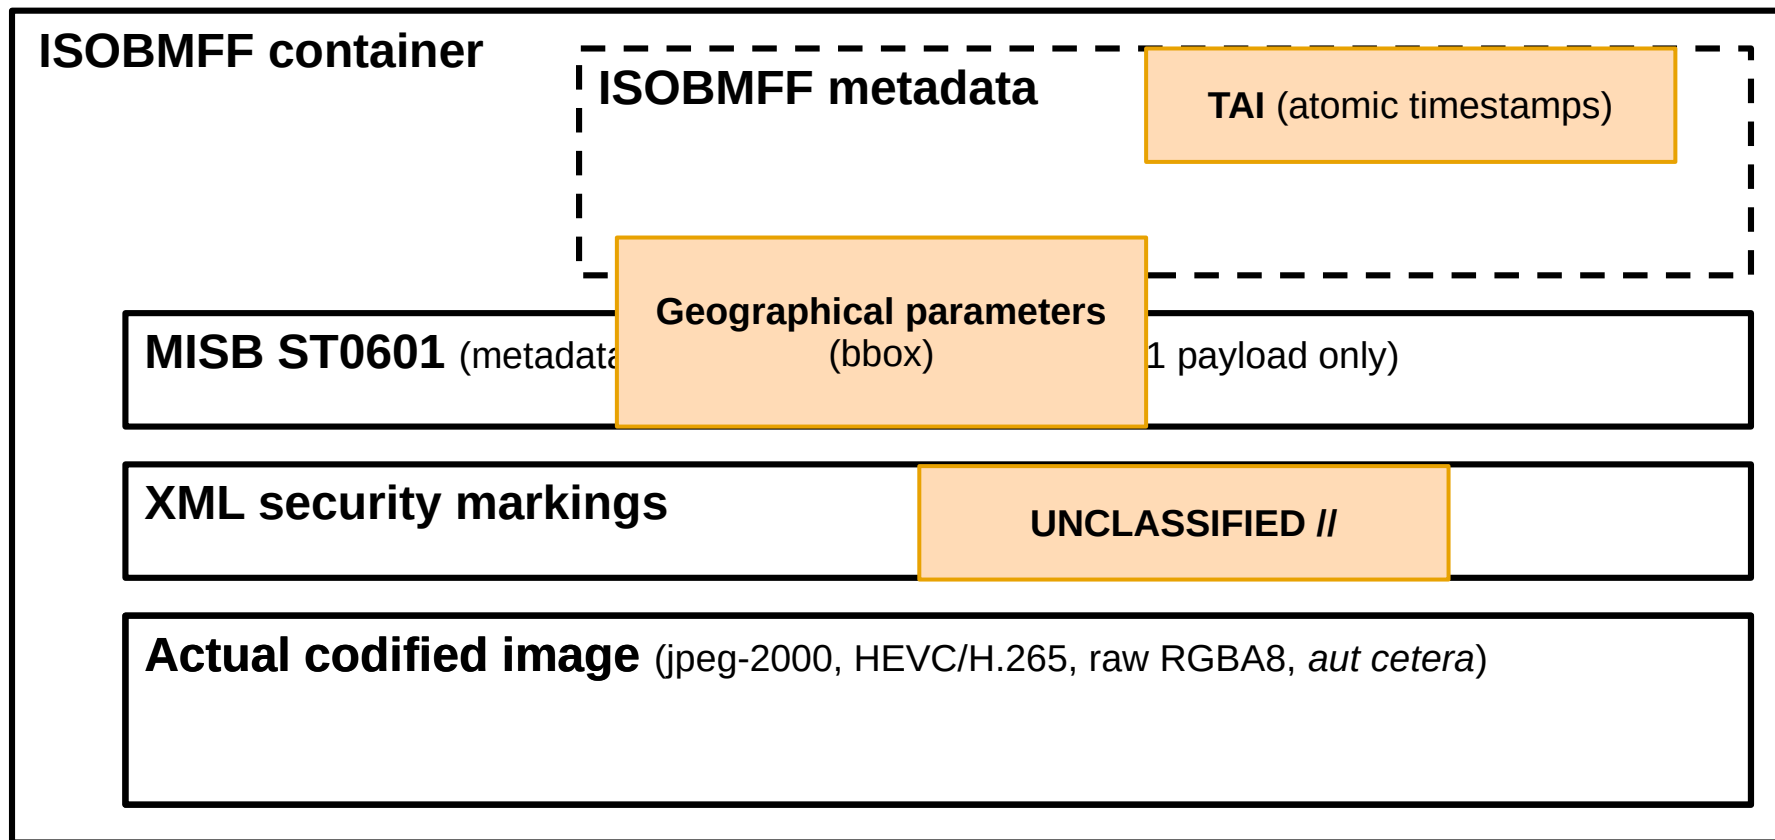 ISOBMFF container
ISOBMFF metadata
TAI (atomic timestamps)
Geographical parameters
(bbox)
MISB ST0601 (metadata 1 payload only)
XML security markings
UNCLASSIFIED //
Actual codified image (jpeg-2000, HEVC/H.265, raw RGBA8, aut cetera)